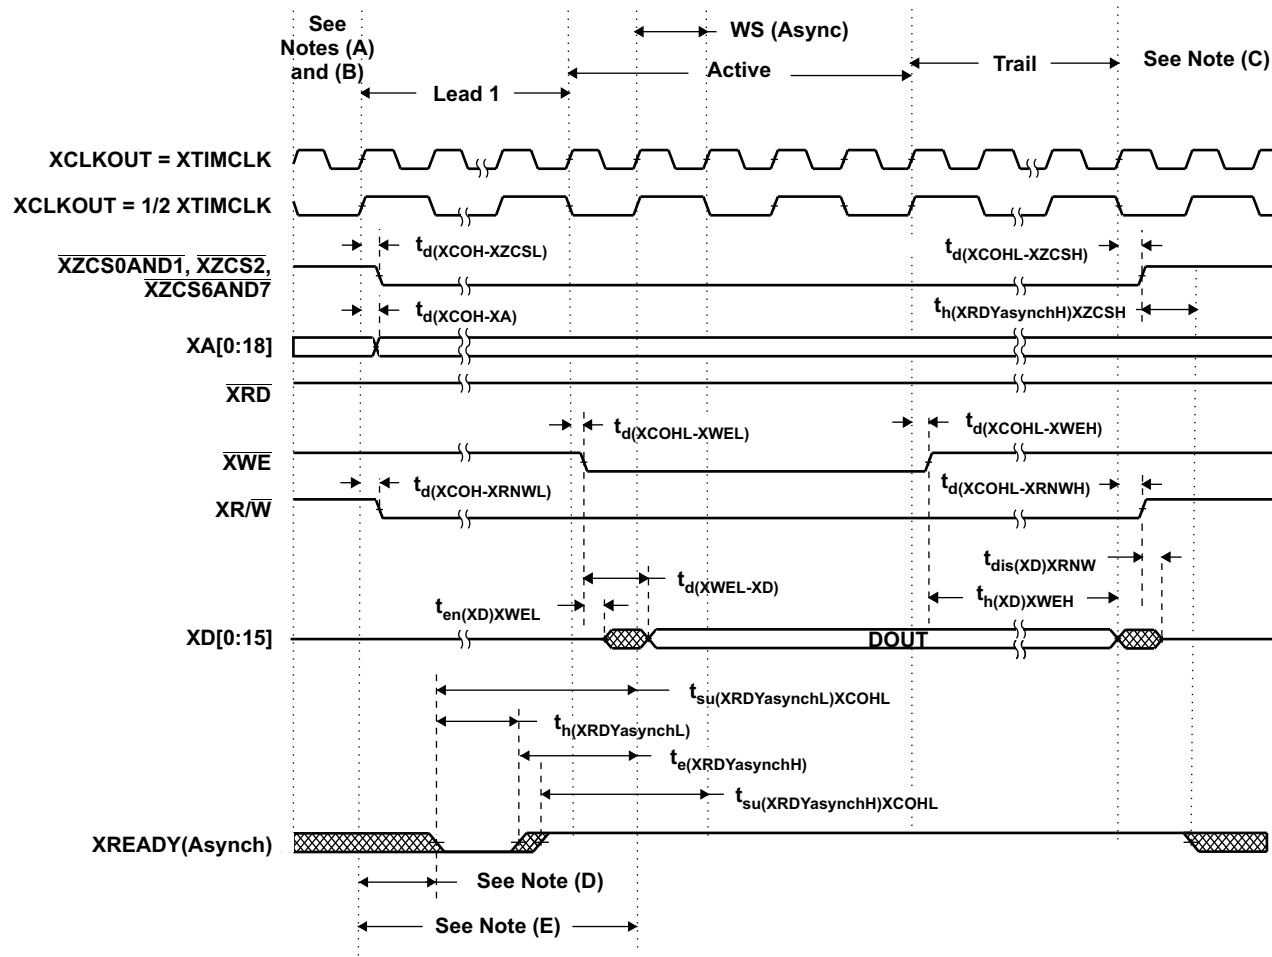 See
Notes (A)
and (B)
WS (Async)
Active
Trail
See Note (C)
Lead 1
XCLKOUT = XTIMCLK
XCLKOUT = 1/2 XTIMCLK
td(XCOH-XZCSL)
td(XCOHL-XZCSH)
XZCS0AND1, XZCS2,
XZCS6AND7
td(XCOH-XA)
th(XRDYasynchH)XZCSH
XA[0:18]
XRD
td(XCOHL-XWEL)
td(XCOHL-XWEH)
XWE
td(XCOH-XRNWL)
td(XCOHL-XRNWH)
XR/W
tdis(XD)XRNW
td(XWEL-XD)
ten(XD)XWEL
th(XD)XWEH
XD[0:15]
DOUT
tsu(XRDYasynchL)XCOHL
th(XRDYasynchL)
te(XRDYasynchH)
tsu(XRDYasynchH)XCOHL
XREADY(Asynch)
See Note (D)
See Note (E)